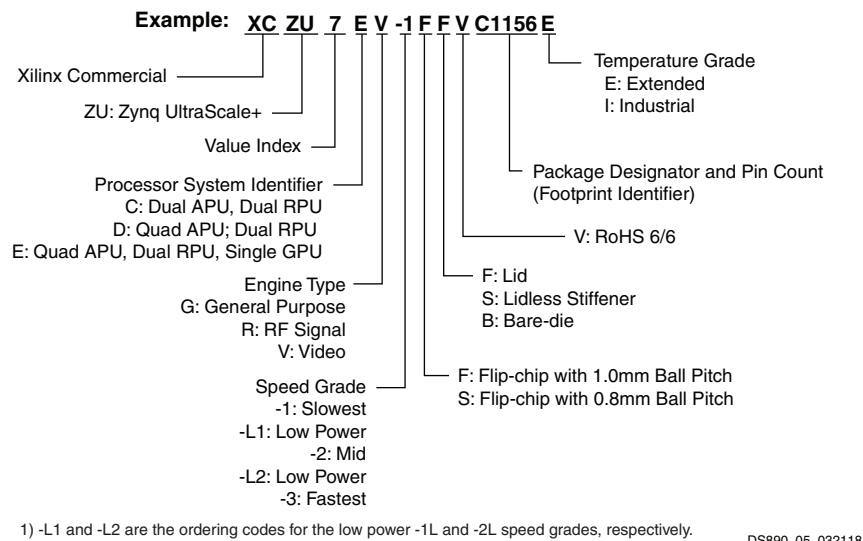 Example: XC ZU 7 E V -1 F F V C1156 E
Xilinx Commercial
ZU: Zynq UltraScale+
Value Index
Processor System Identifier
C: Dual APU, Dual RPU
D: Quad APU; Dual RPU
E: Quad APU, Dual RPU, Single GPU
Engine Type
G: General Purpose
R: RF Signal
V: Video
Speed Grade
-1: Slowest
-L1: Low Power
-2: Mid
-L2: Low Power
-3: Fastest
Temperature Grade
E: Extended
I: Industrial
Package Designator and Pin Count
(Footprint Identifier)
V: RoHS 6/6
F: Lid
S: Lidless Stiffener
B: Bare-die
F: Flip-chip with 1.0mm Ball Pitch
S: Flip-chip with 0.8mm Ball Pitch
1) -L1 and -L2 are the ordering codes for the low power -1L and -2L speed grades, respectively.
DS890_05_032118